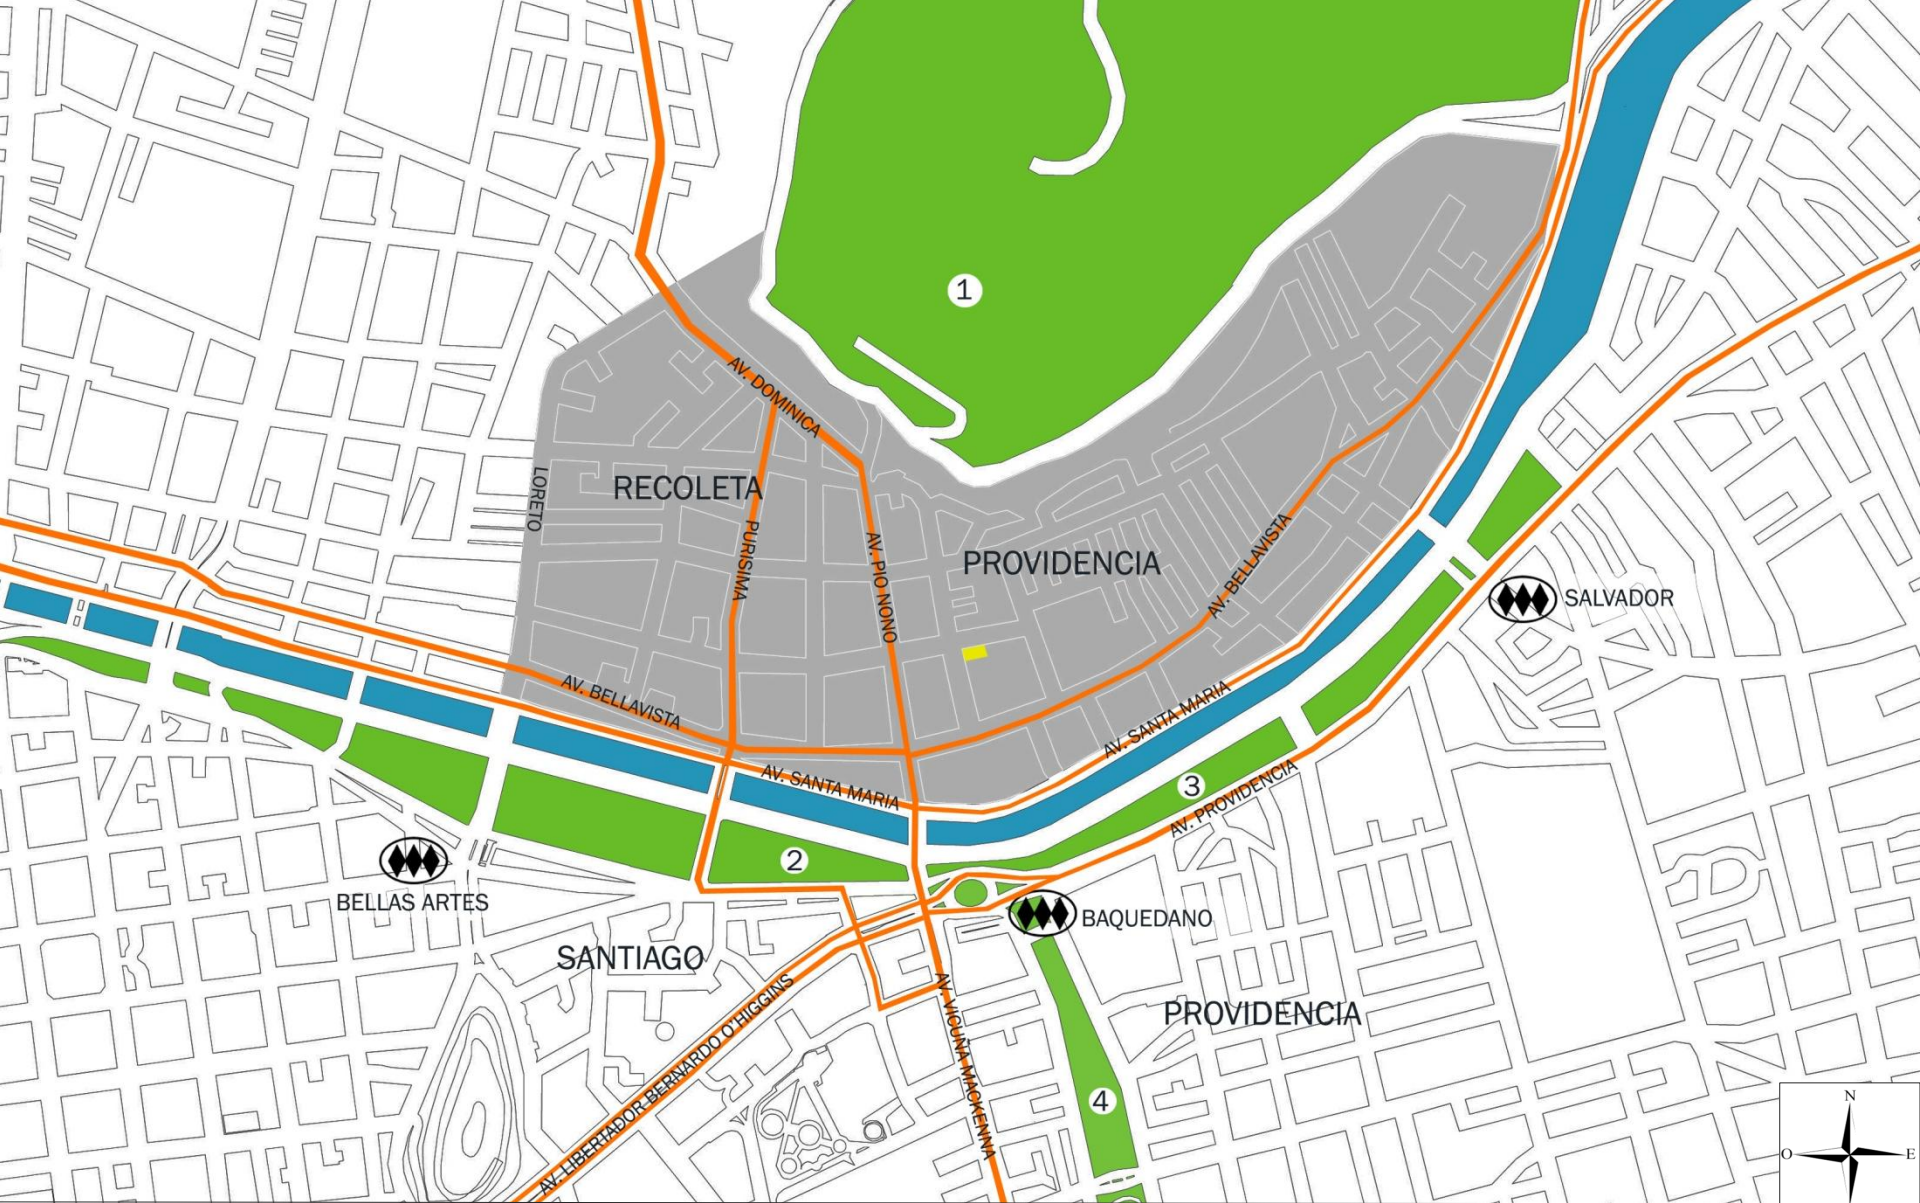 1
AV. DOMINICA
LORETO
RECOLETA
PURISIMA
AV. PIO NONO
PROVIDENCIA
AV. BELLAVISTA
SALVADOR
AV. BELLAVISTA
AV. SANTA MARIA
AV. SANTA MARIA
3
AV. PROVIDENCIA
2
BELLAS ARTES
BAQUEDANO
SANTIAGO
AV. LIBERTADOR BERNARDO O'HIGGINS
AV. VICUÑA MACKENNA
PROVIDENCIA
4
N
O
E